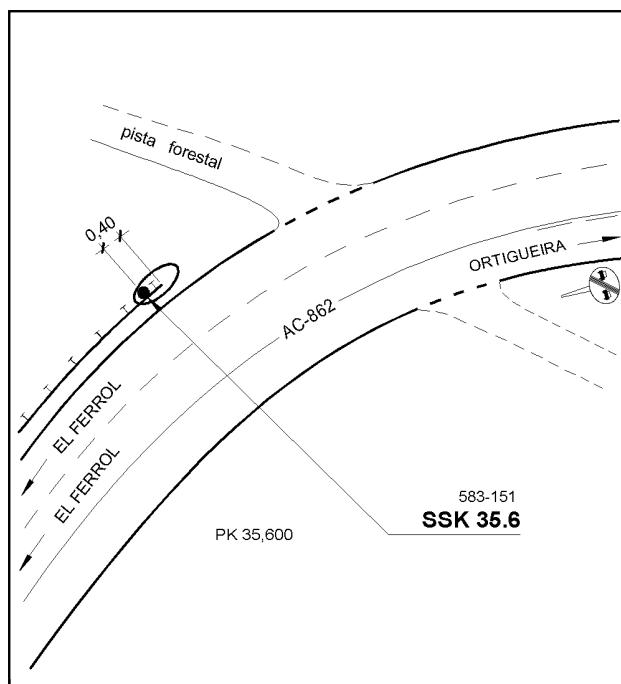 pista forestal
0,40
ORTIGUEIRA
AC-862
EL FERROL
EL FERROL
583-151
SSK 35.6
PK 35,600